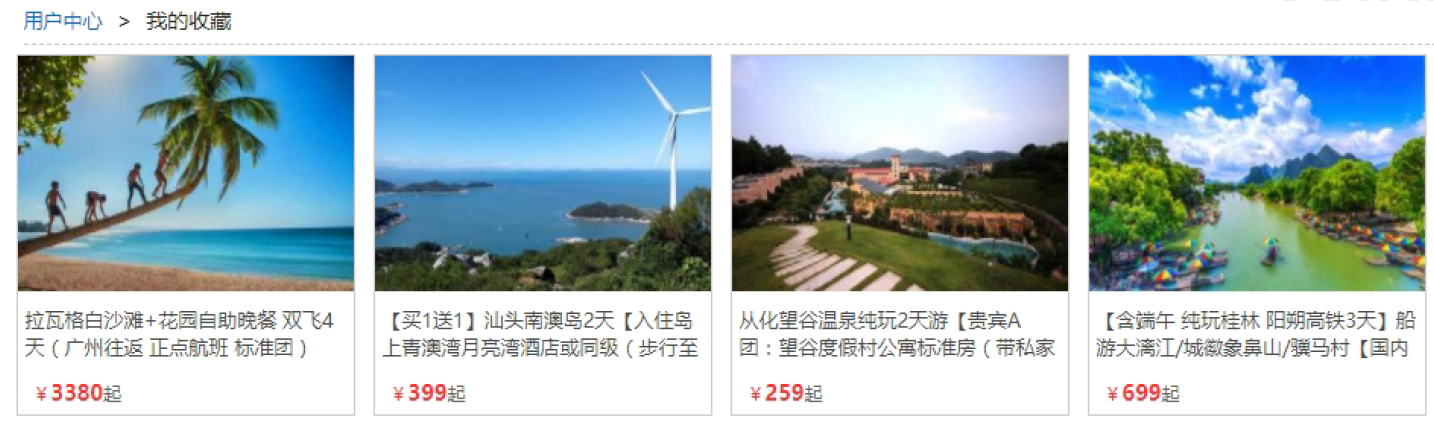 用户中心 > 我的收藏
拉瓦格白沙滩+花园自助晚餐 双飞4
天（广州往返 正点航班 标准团）
￥3380起
【买1送1】汕头南澳岛2天【入住岛
上青澳湾月亮湾酒店或同级（步行至
￥399起
从化望谷温泉纯玩2天游【贵宾A
团：望谷度假村公寓标准房（带私家
￥259起
【含端午 纯玩桂林 阳朔高铁3天】船
游大漓江/城徽象鼻山/骥马村【国内
￥699起